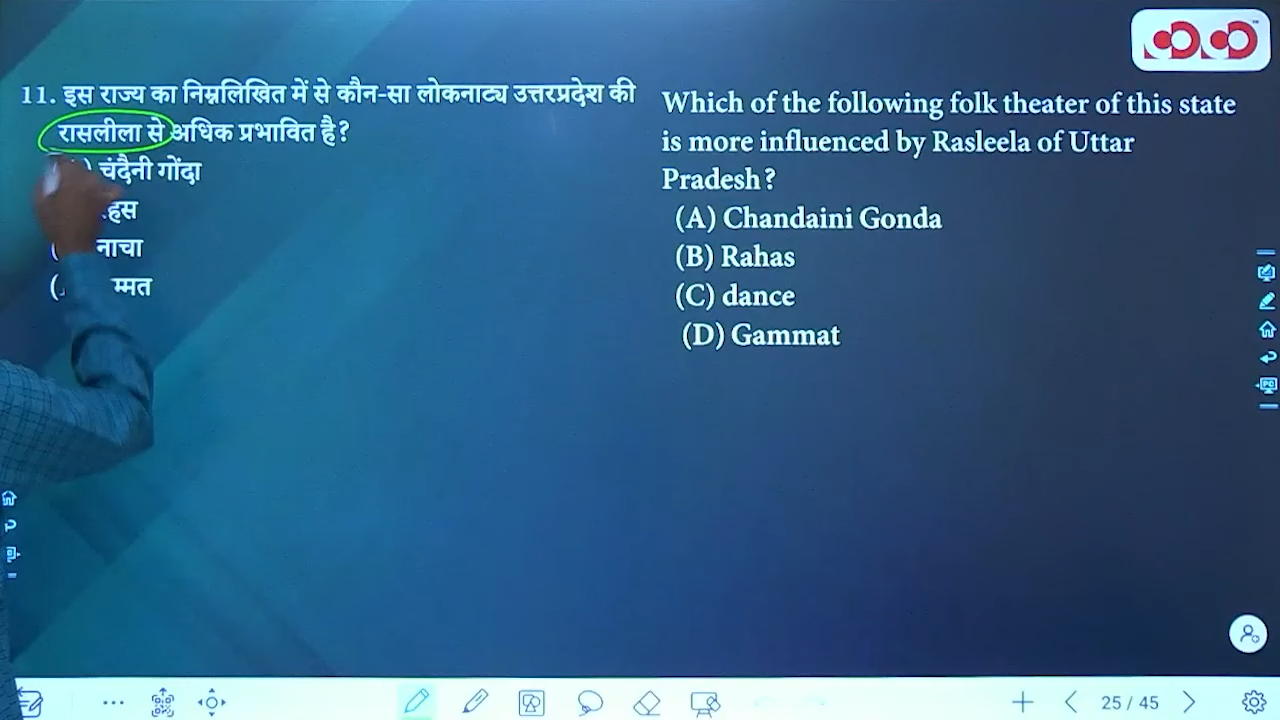 11. इस राज्य का निम्नलिखित में से कौन-सा लोकनाट्य उत्तरप्रदेश की
रासलीला से अधिक प्रभावित है?
चंदैनी गोंदा
हस
नाचा
म्मत
Which of the following folk theater of this state
is more influenced by Rasleela of Uttar
Pradesh?
(A) Chandaini Gonda
(B) Rahas
(C) dance
(D) Gammat
25 / 45